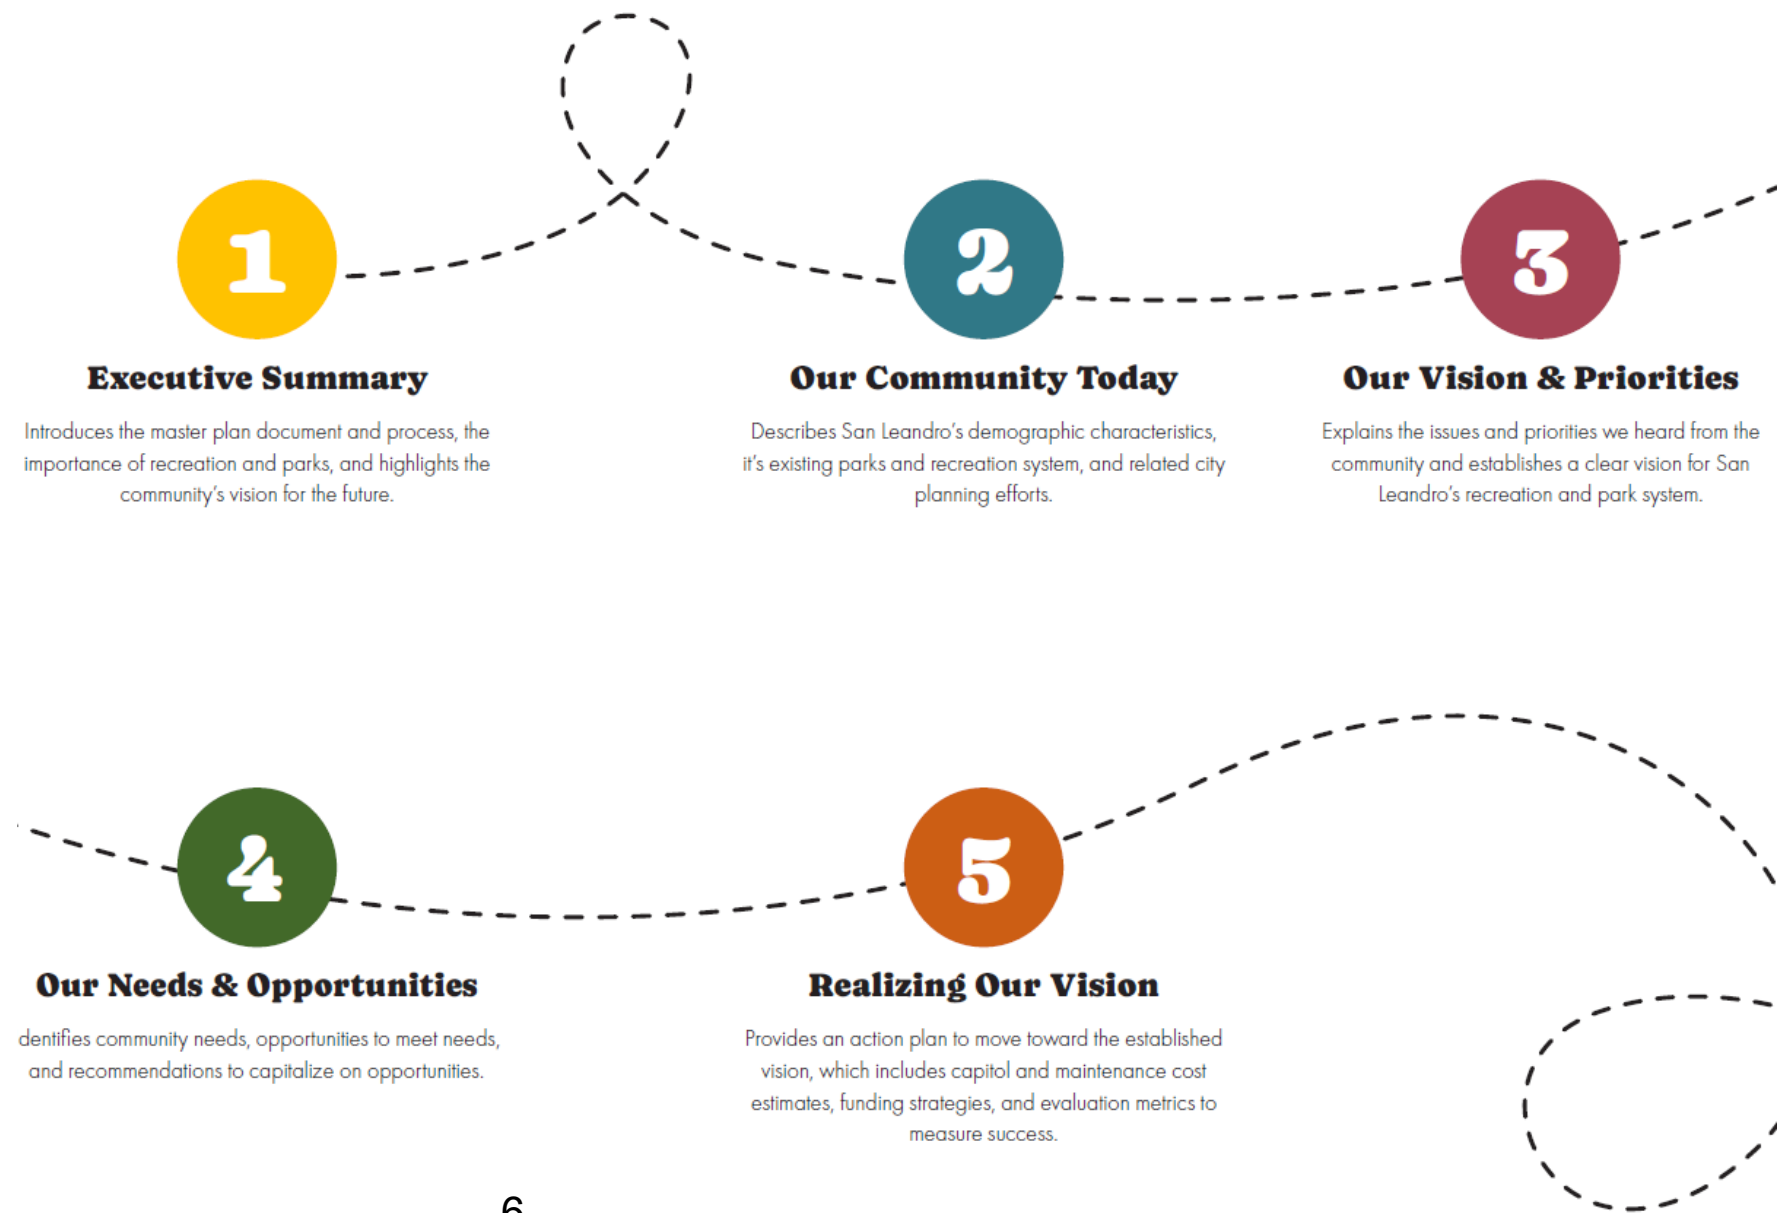 1
Executive Summary
Introduces the master plan document and process, the
importance of recreation and parks, and highlights the
community's vision for the future.
2
Our Community Today
Describes San Leandro's demographic characteristics,
it's existing parks and recreation system, and related city
planning efforts.
3
Our Vision & Priorities
Explains the issues and priorities we heard from the
community and establishes a clear vision for San
Leandro's recreation and park system.
4
Our Needs & Opportunities
dentifies community needs, opportunities to meet needs,
and recommendations to capitalize on opportunities.
5
Realizing Our Vision
Provides an action plan to move toward the established
vision, which includes capitol and maintenance cost
estimates, funding strategies, and evaluation metrics to
measure success.
6